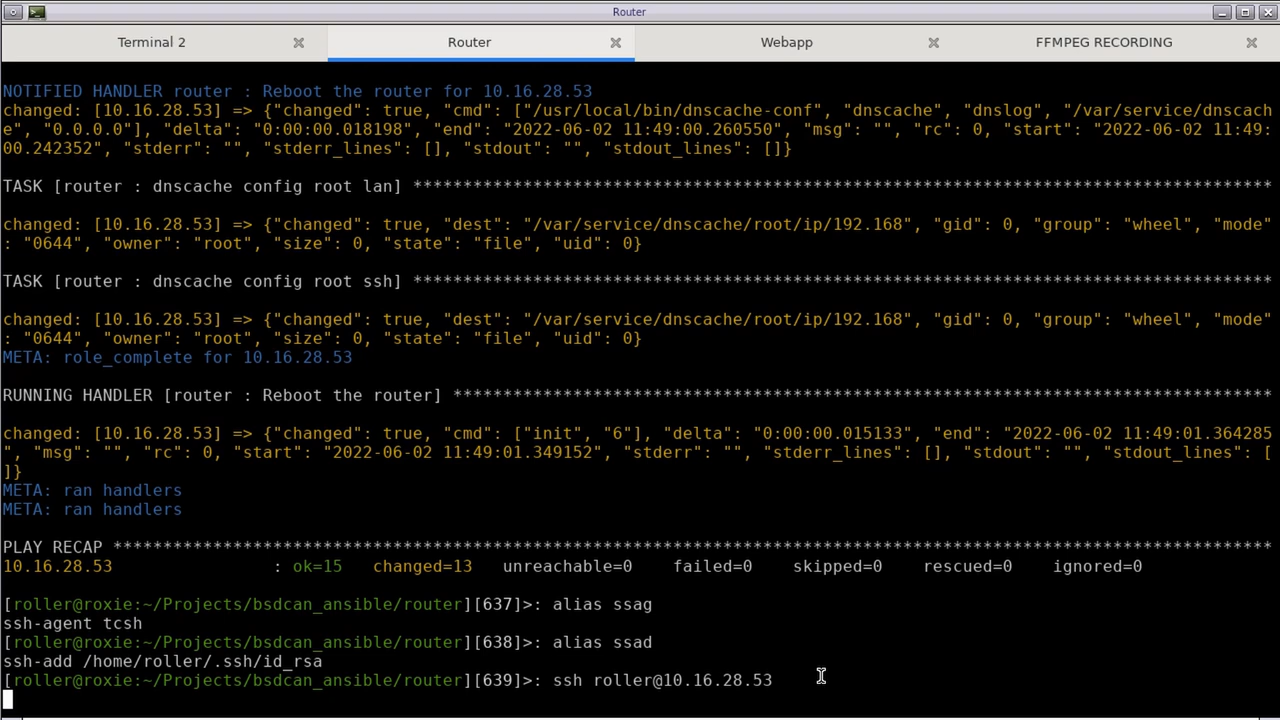 Router
Terminal 2
Router
Webapp
FFMPEG RECORDING
NOTIFIED HANDLER router : Reboot the router for 10.16.28.53
changed: [10.16.28.53] => {"changed": true, "cmd": ["/usr/local/bin/dnscache-conf", "dnscache", "dnslog", "/var/service/dnscach
e", "0.0.0.0"], "delta": "0:00:00.018198", "end": "2022-06-02 11:49:00.260550", "msg": "", "rc": 0, "start": "2022-06-02 11:49:
00.242352", "stderr": "", "stderr_lines": [], "stdout": "", "stdout_lines": []}
TASK [router : dnscache config root lan] **************************************************************************************
changed: [10.16.28.53] => {"changed": true, "dest": "/var/service/dnscache/root/ip/192.168", "gid": 0, "group": "wheel", "mode"
: "0644", "owner": "root", "size": 0, "state": "file", "uid": 0}
TASK [router : dnscache config root ssh] **************************************************************************************
changed: [10.16.28.53] => {"changed": true, "dest": "/var/service/dnscache/root/ip/192.168", "gid": 0, "group": "wheel", "mode"
: "0644", "owner": "root", "size": 0, "state": "file", "uid": 0}
META: role_complete for 10.16.28.53
RUNNING HANDLER [router : Reboot the router] **********************************************************************************
changed: [10.16.28.53] => {"changed": true, "cmd": ["init", "6"], "delta": "0:00:00.015133", "end": "2022-06-02 11:49:01.364285
", "msg": "", "rc": 0, "start": "2022-06-02 11:49:01.349152", "stderr": "", "stderr_lines": [], "stdout": "", "stdout_lines": [
]}
META: ran handlers
META: ran handlers
PLAY RECAP ********************************************************************************************************************
10.16.28.53                : ok=15   changed=13   unreachable=0    failed=0    skipped=0    rescued=0    ignored=0
[roller@roxie:~/Projects/bsdcan_ansible/router][637]>: alias ssag
ssh-agent tcsh
[roller@roxie:~/Projects/bsdcan_ansible/router][638]>: alias ssad
ssh-add /home/roller/.ssh/id_rsa
[roller@roxie:~/Projects/bsdcan_ansible/router][639]>: ssh roller@10.16.28.53